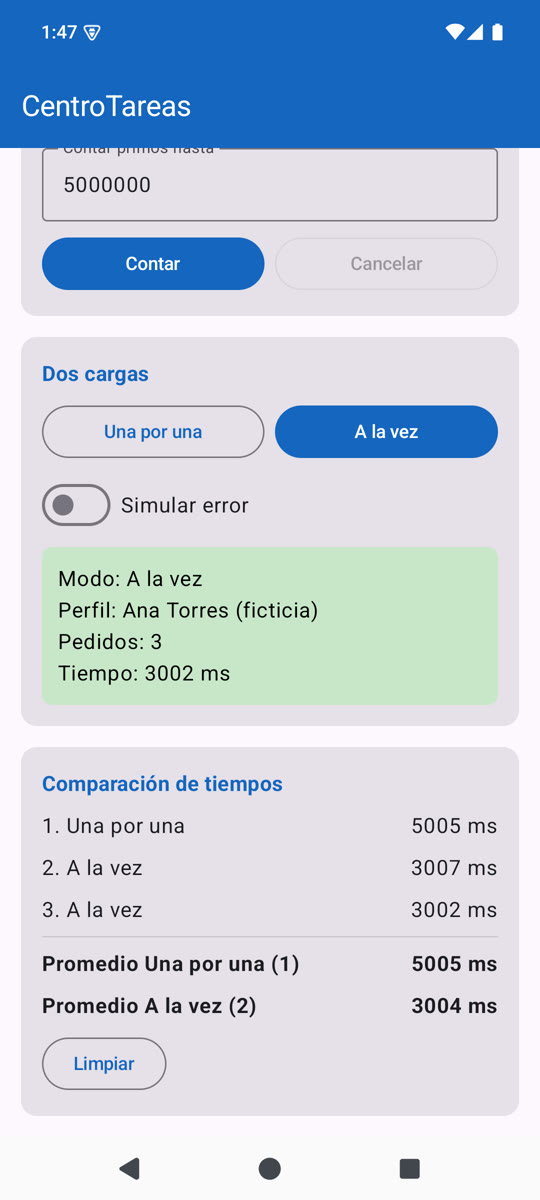 1:47
CentroTareas
Contar primos hasta
5000000
Contar Cancelar
Dos cargas
Una por una A la vez
Simular error
Modo: A la vez
Perfil: Ana Torres (ficticia)
Pedidos: 3
Tiempo: 3002 ms
Comparación de tiempos
1. Una por una 5005 ms
2. A la vez 3007 ms
3. A la vez 3002 ms
Promedio Una por una (1) 5005 ms
Promedio A la vez (2) 3004 ms
Limpiar